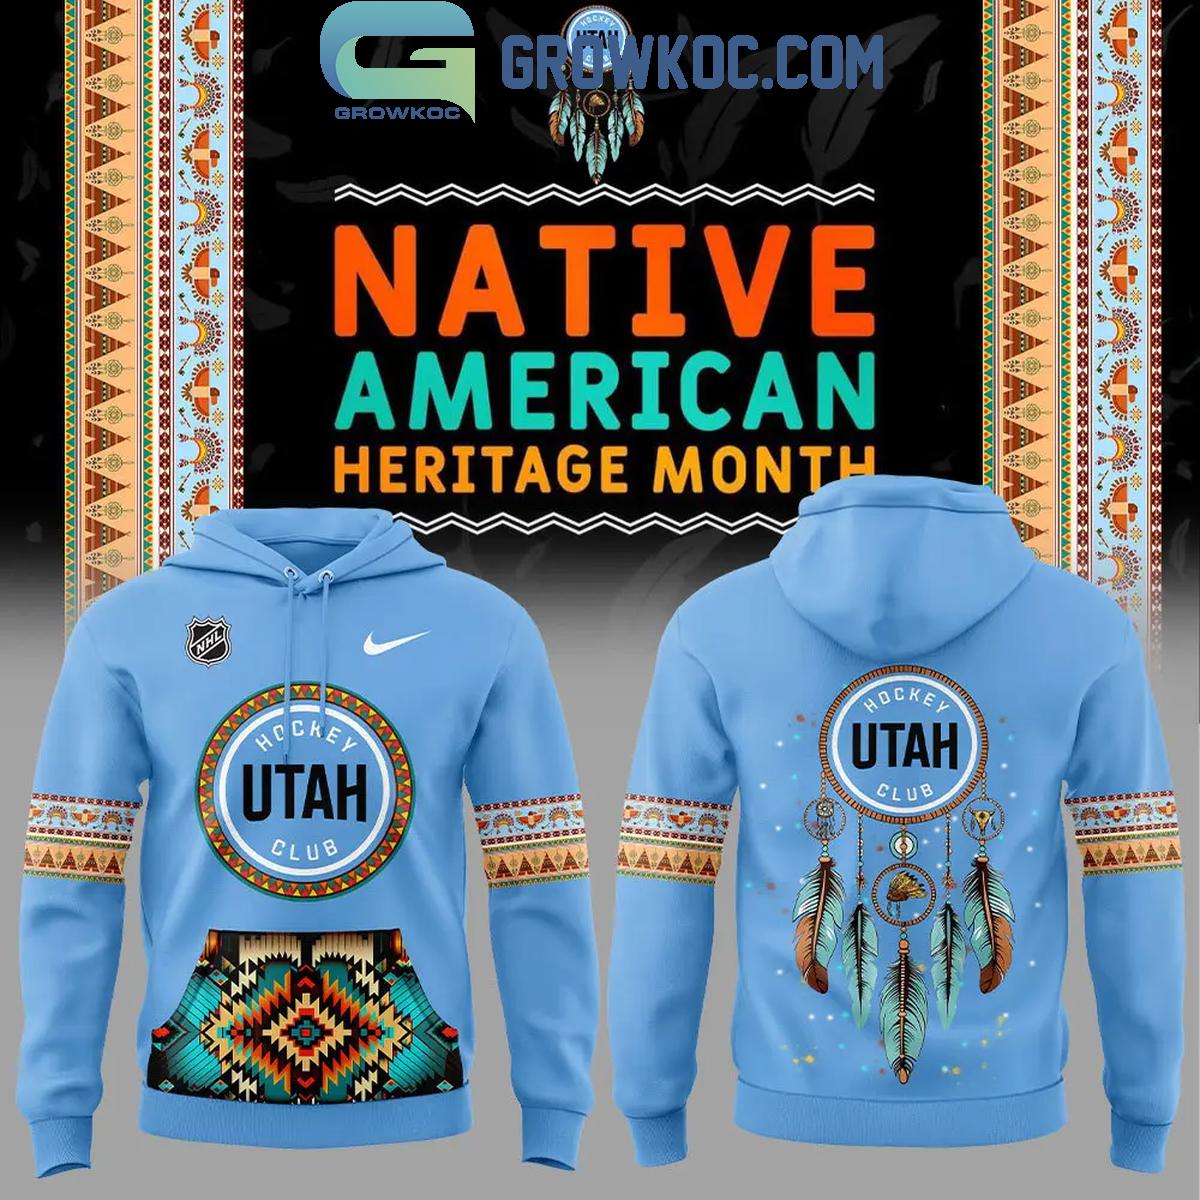 GROWKOC
GROWKOC.COM
HOCKEY
UTAH
NATIVE
AMERICAN
HERITAGE MONTH
NHL
HOCKEY
UTAH
CLUB
HOCKEY
UTAH
CLUB